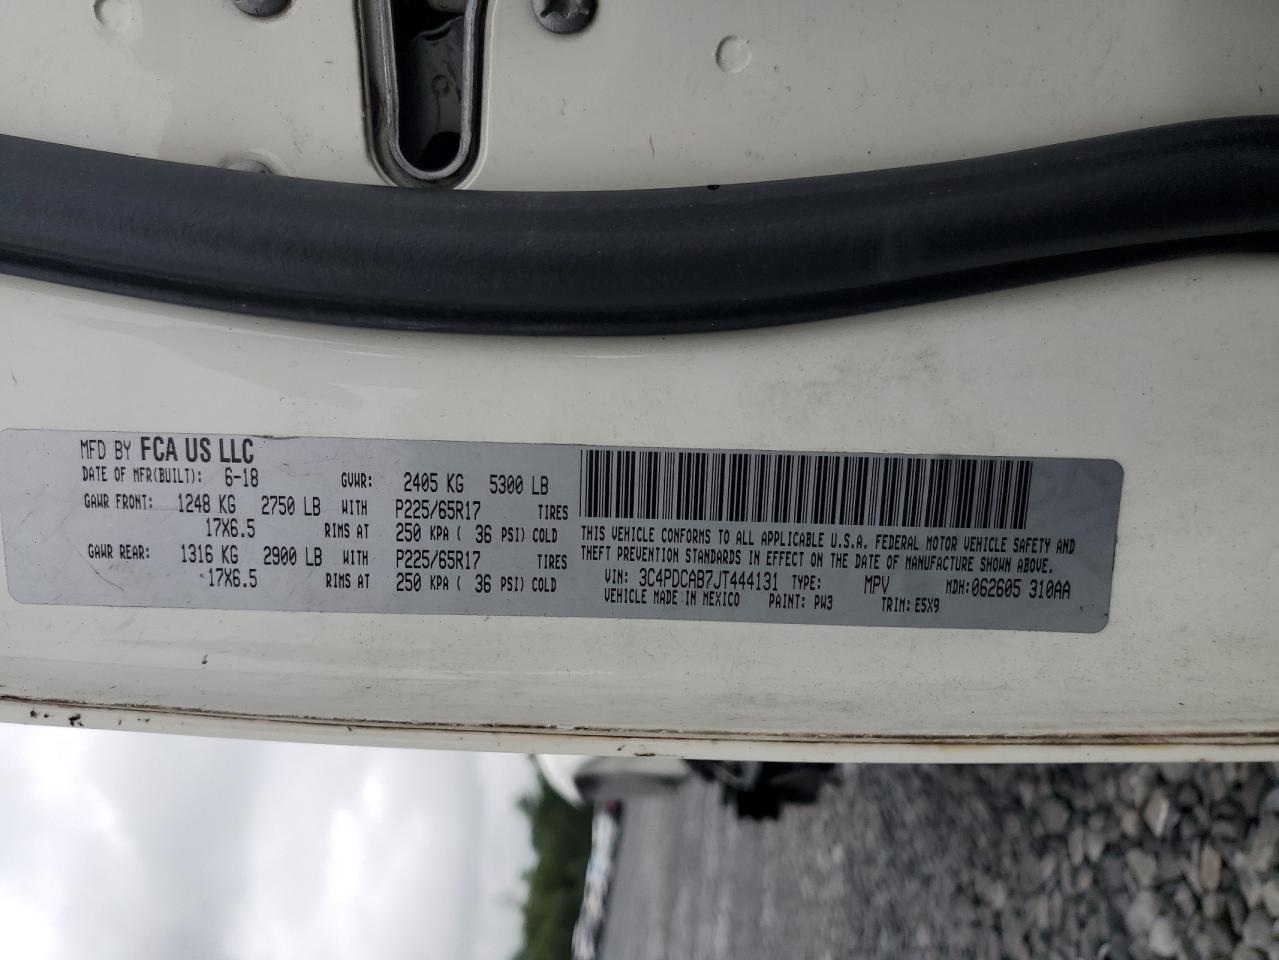 MFD BY FCA US LLC
DATE OF MFR(BUILT): 6-18 GVWR: 2405 KG 5300 LB
GAWR FRONT: 1248 KG 2750 LB WITH P225/65R17 TIRES
17X6.5 RIMS AT 250 KPA ( 36 PSI) COLD
GAWR REAR: 1316 KG 2900 LB WITH P225/65R17 TIRES
17X6.5 RIMS AT 250 KPA ( 36 PSI) COLD
THIS VEHICLE CONFORMS TO ALL APPLICABLE U.S.A. FEDERAL MOTOR VEHICLE SAFETY AND
THEFT PREVENTION STANDARDS IN EFFECT ON THE DATE OF MANUFACTURE SHOWN ABOVE.
VIN: 3C4PDCAB7JT444131 TYPE: MPV MDH:062605 310AA
VEHICLE MADE IN MEXICO PAINT: PW3 TRIM: E5X9